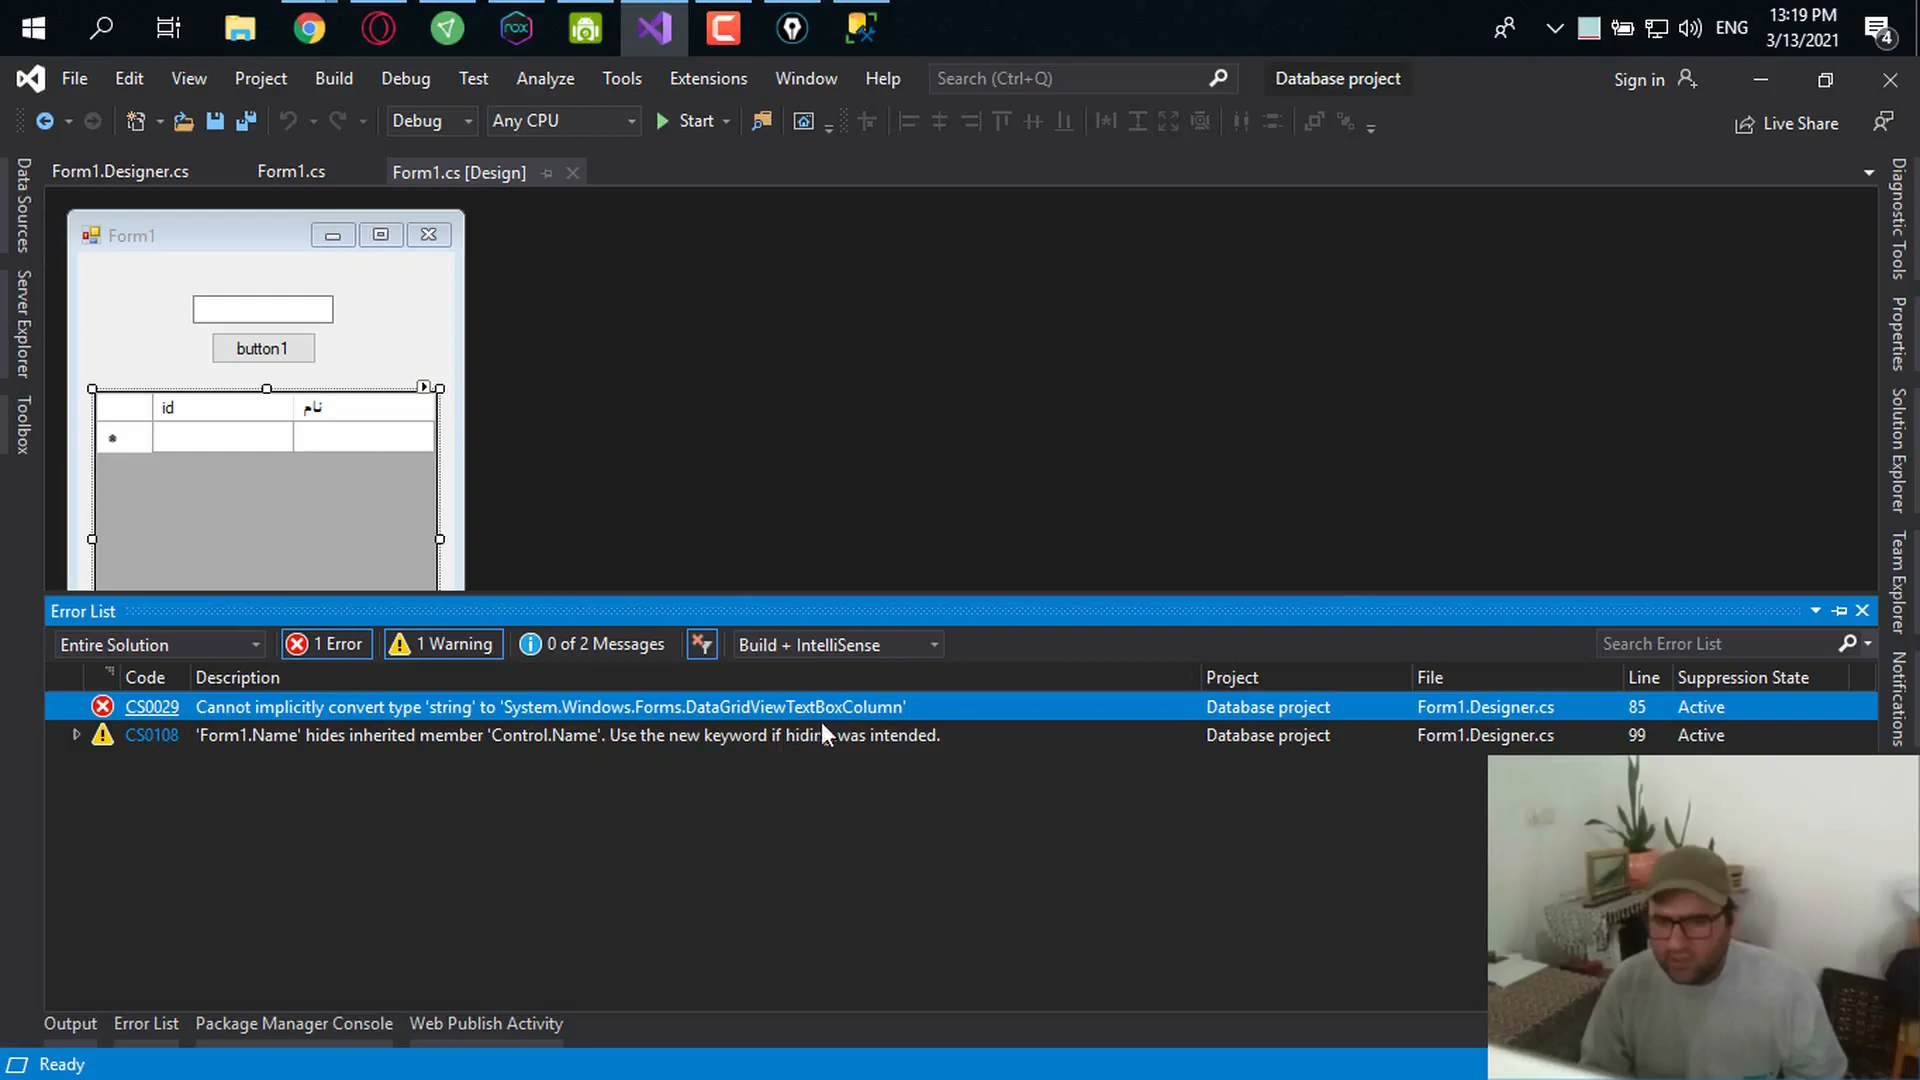 ENG
13:19 PM
3/13/2021
4
nox
File Edit View Project Build Debug Test Analyze Tools Extensions Window Help
Search (Ctrl+Q)
Database project
Sign in
Debug
Any CPU
Start
Live Share
Form1.Designer.cs
Form1.cs
Form1.cs [Design]
Data Sources
Server Explorer
Toolbox
Form1
button1
id
نام
Diagnostic Tools
Properties
Solution Explorer
Team Explorer
Notifications
Error List
Entire Solution
1 Error
1 Warning
0 of 2 Messages
Build + IntelliSense
Search Error List
Code Description Project File Line Suppression State
CS0029 Cannot implicitly convert type 'string' to 'System.Windows.Forms.DataGridViewTextBoxColumn' Database project Form1.Designer.cs 85 Active
CS0108 'Form1.Name' hides inherited member 'Control.Name'. Use the new keyword if hiding was intended. Database project Form1.Designer.cs 99 Active
Output Error List Package Manager Console Web Publish Activity
Ready